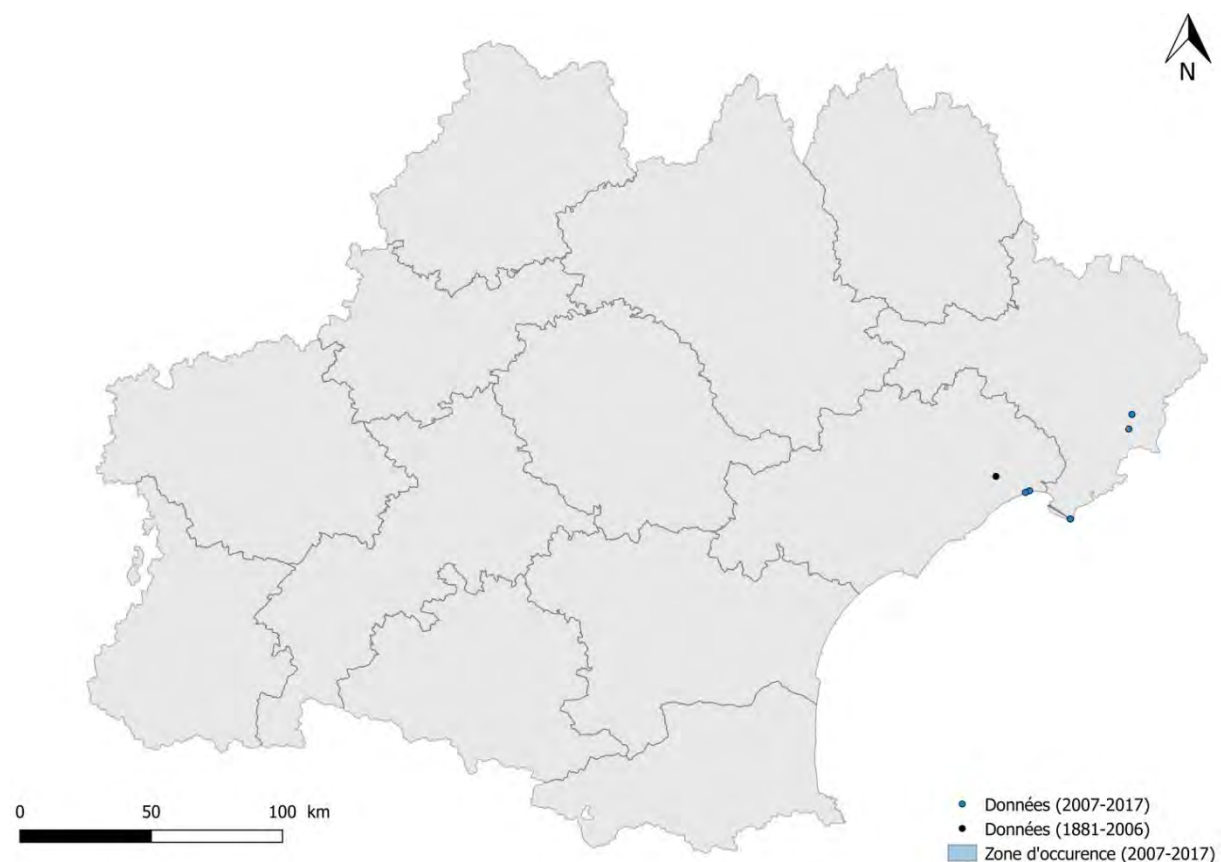 N
0 50 100 km
Données (2007-2017)
Données (1881-2006)
Zone d'occurence (2007-2017)